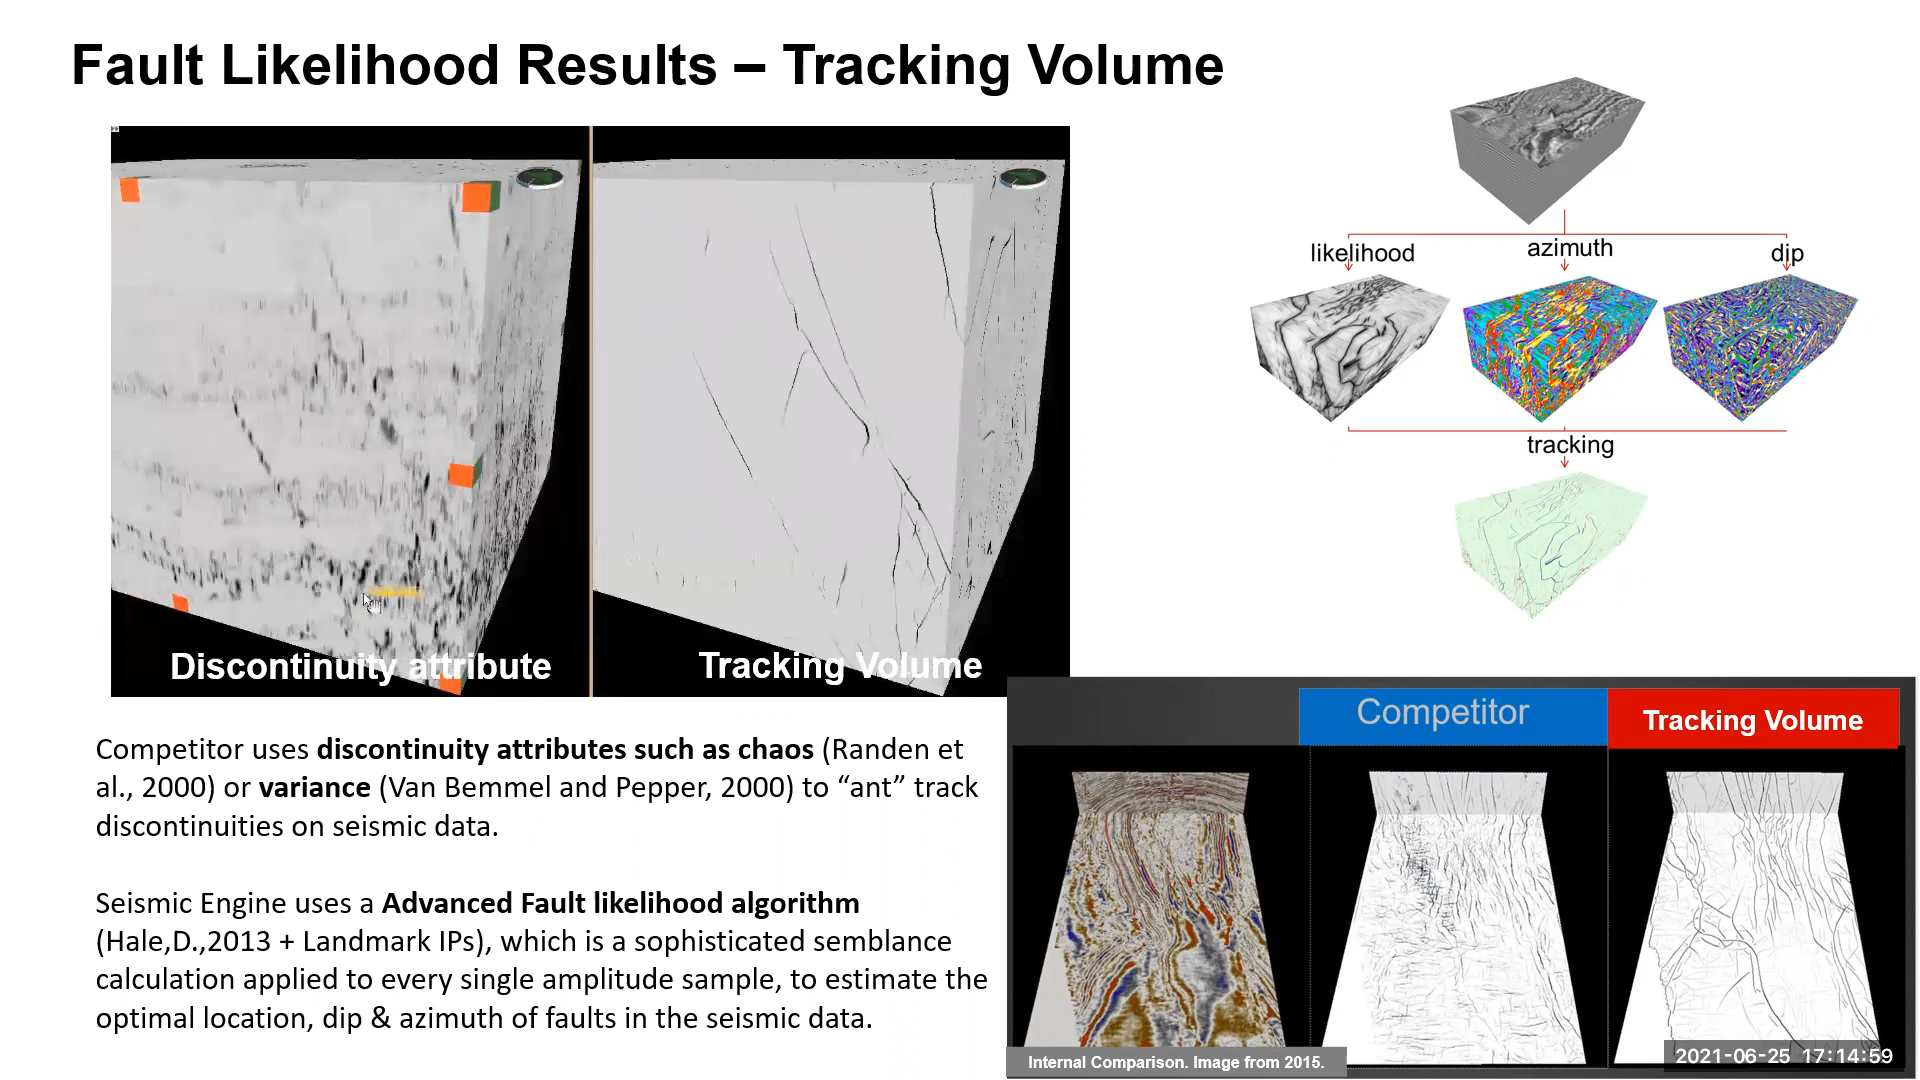 Fault Likelihood Results – Tracking Volume
likelihood
azimuth
dip
tracking
Discontinuity attribute
Tracking Volume
Competitor uses discontinuity attributes such as chaos (Randen et
al., 2000) or variance (Van Bemmel and Pepper, 2000) to “ant” track
discontinuities on seismic data.
Seismic Engine uses a Advanced Fault likelihood algorithm
(Hale,D.,2013 + Landmark IPs), which is a sophisticated semblance
calculation applied to every single amplitude sample, to estimate the
optimal location, dip & azimuth of faults in the seismic data.
Competitor
Tracking Volume
Internal Comparison. Image from 2015.
2021-06-25 17:14:59